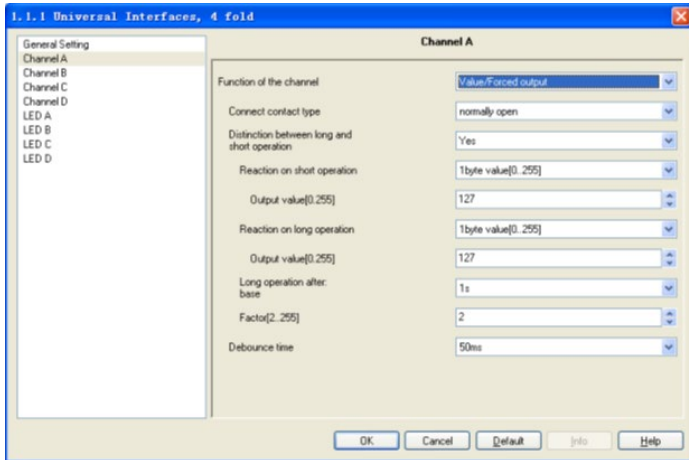 1.1.1 Universal Interfaces, 4 fold
General Setting
Channel A
Channel B
Channel C
Channel D
LED A
LED B
LED C
LED D
Channel A
Function of the channel
Value/Forced output
Connect contact type
normally open
Distinction between long and
short operation
Yes
Reaction on short operation
1byte value[0..255]
Output value[0.255]
127
Reaction on long operation
1byte value[0..255]
Output value[0.255]
127
Long operation after:
base
1s
Factor[2..255]
2
Debounce time
50ms
OK
Cancel
Default
Info
Help